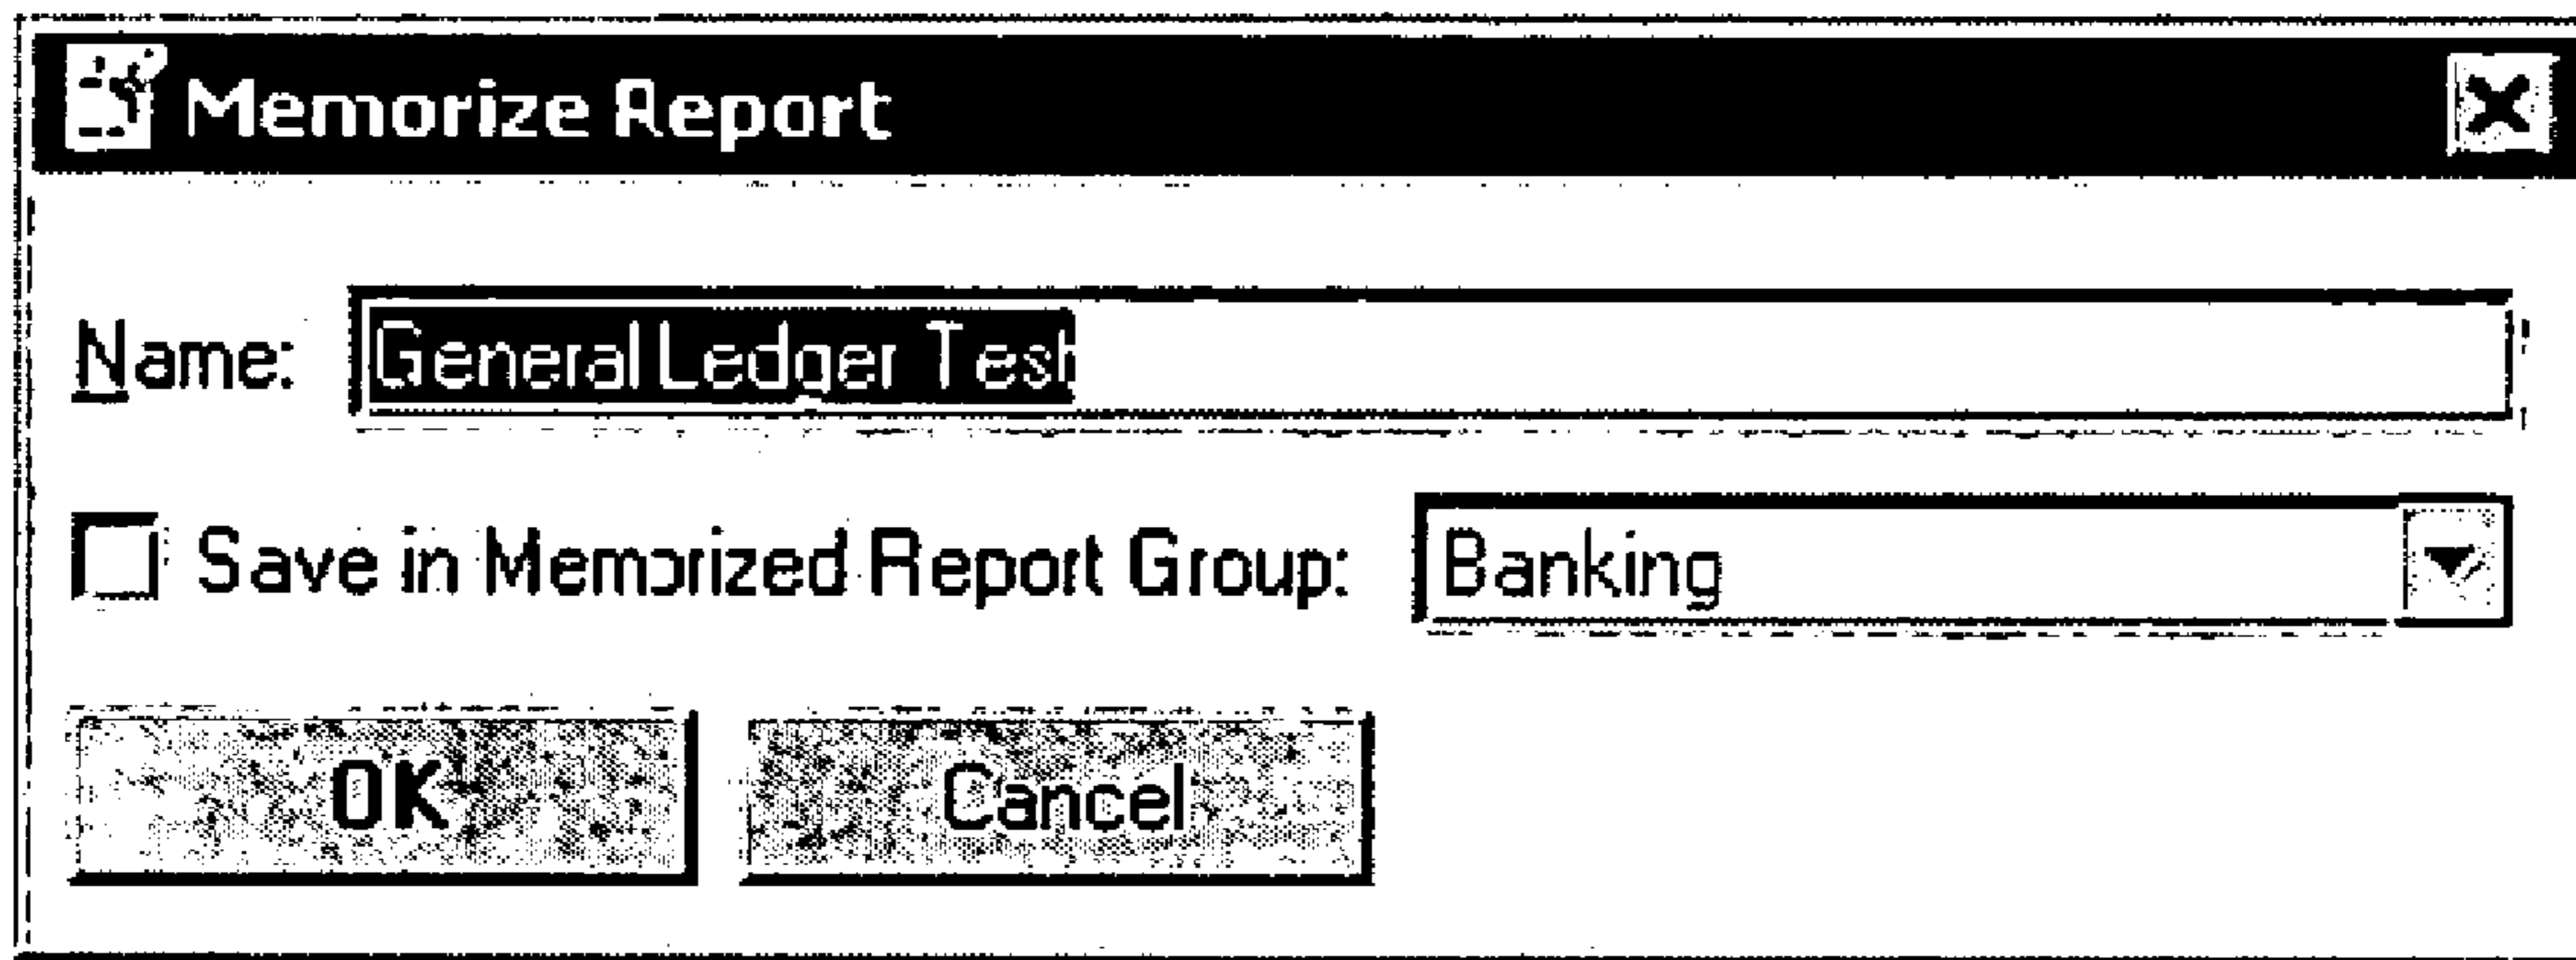 Memorize Report
Name: General Ledger Test
Save in Memorized Report Group: Banking
OK Cancel